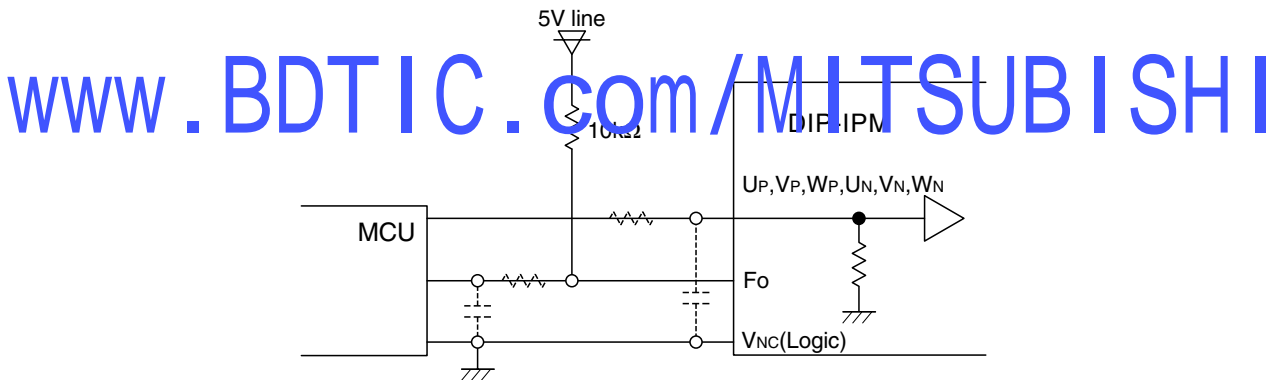 5V line
www.BDTIC.com/MITSUBISHI
10kΩ
DIP-IPM
UP,VP,WP,UN,VN,WN
MCU
Fo
VNC(Logic)